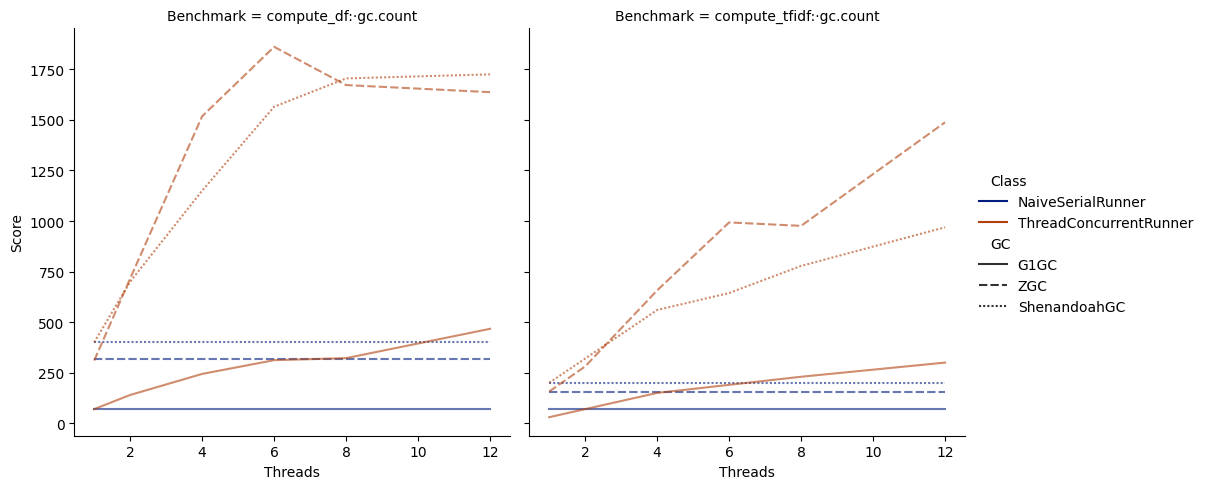 Benchmark = compute_df:·gc.count
Benchmark = compute_tfidf:·gc.count
Score
1750
1500
1250
1000
750
500
250
0
2 4 6 8 10 12
Threads
2 4 6 8 10 12
Threads
Class
NaiveSerialRunner
ThreadConcurrentRunner
GC
G1GC
ZGC
ShenandoahGC